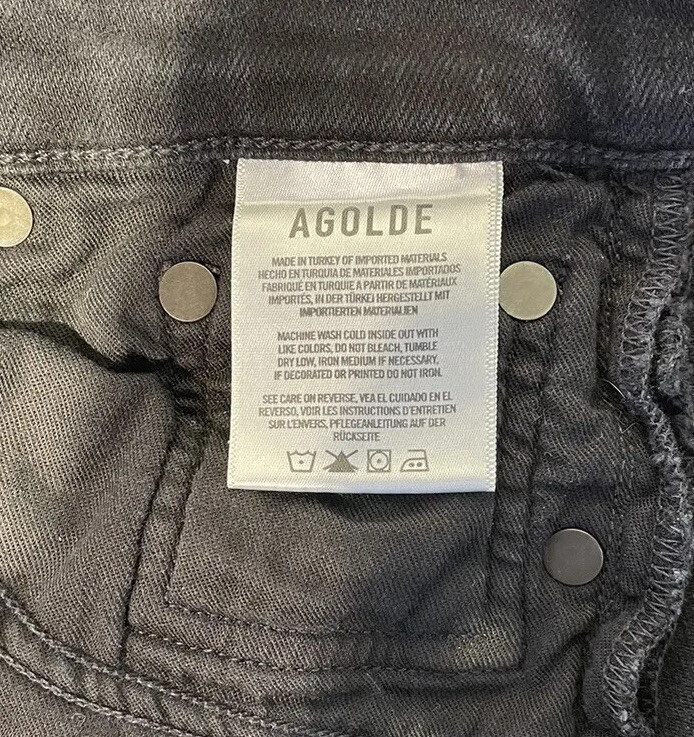 AGOLDE
MADE IN TURKEY OF IMPORTED MATERIALS
HECHO EN TURQUIA DE MATERIALES IMPORTADOS
FABRIQUÉ EN TURQUIE A PARTIR DE MATÉRIAUX
IMPORTÉS, IN DER TÜRKEI HERGESTELLT MIT
IMPORTIERTEN MATERIALIEN
MACHINE WASH COLD INSIDE OUT WITH
LIKE COLORS, DO NOT BLEACH, TUMBLE
DRY LOW, IRON MEDIUM IF NECESSARY,
IF DECORATED OR PRINTED DO NOT IRON.
SEE CARE ON REVERSE, VEA EL CUIDADO EN EL
REVERSO, VOIR LES INSTRUCTIONS D'ENTRETIEN
SUR L'ENVERS, PFLEGEANLEITUNG AUF DER
RÜCKSEITE